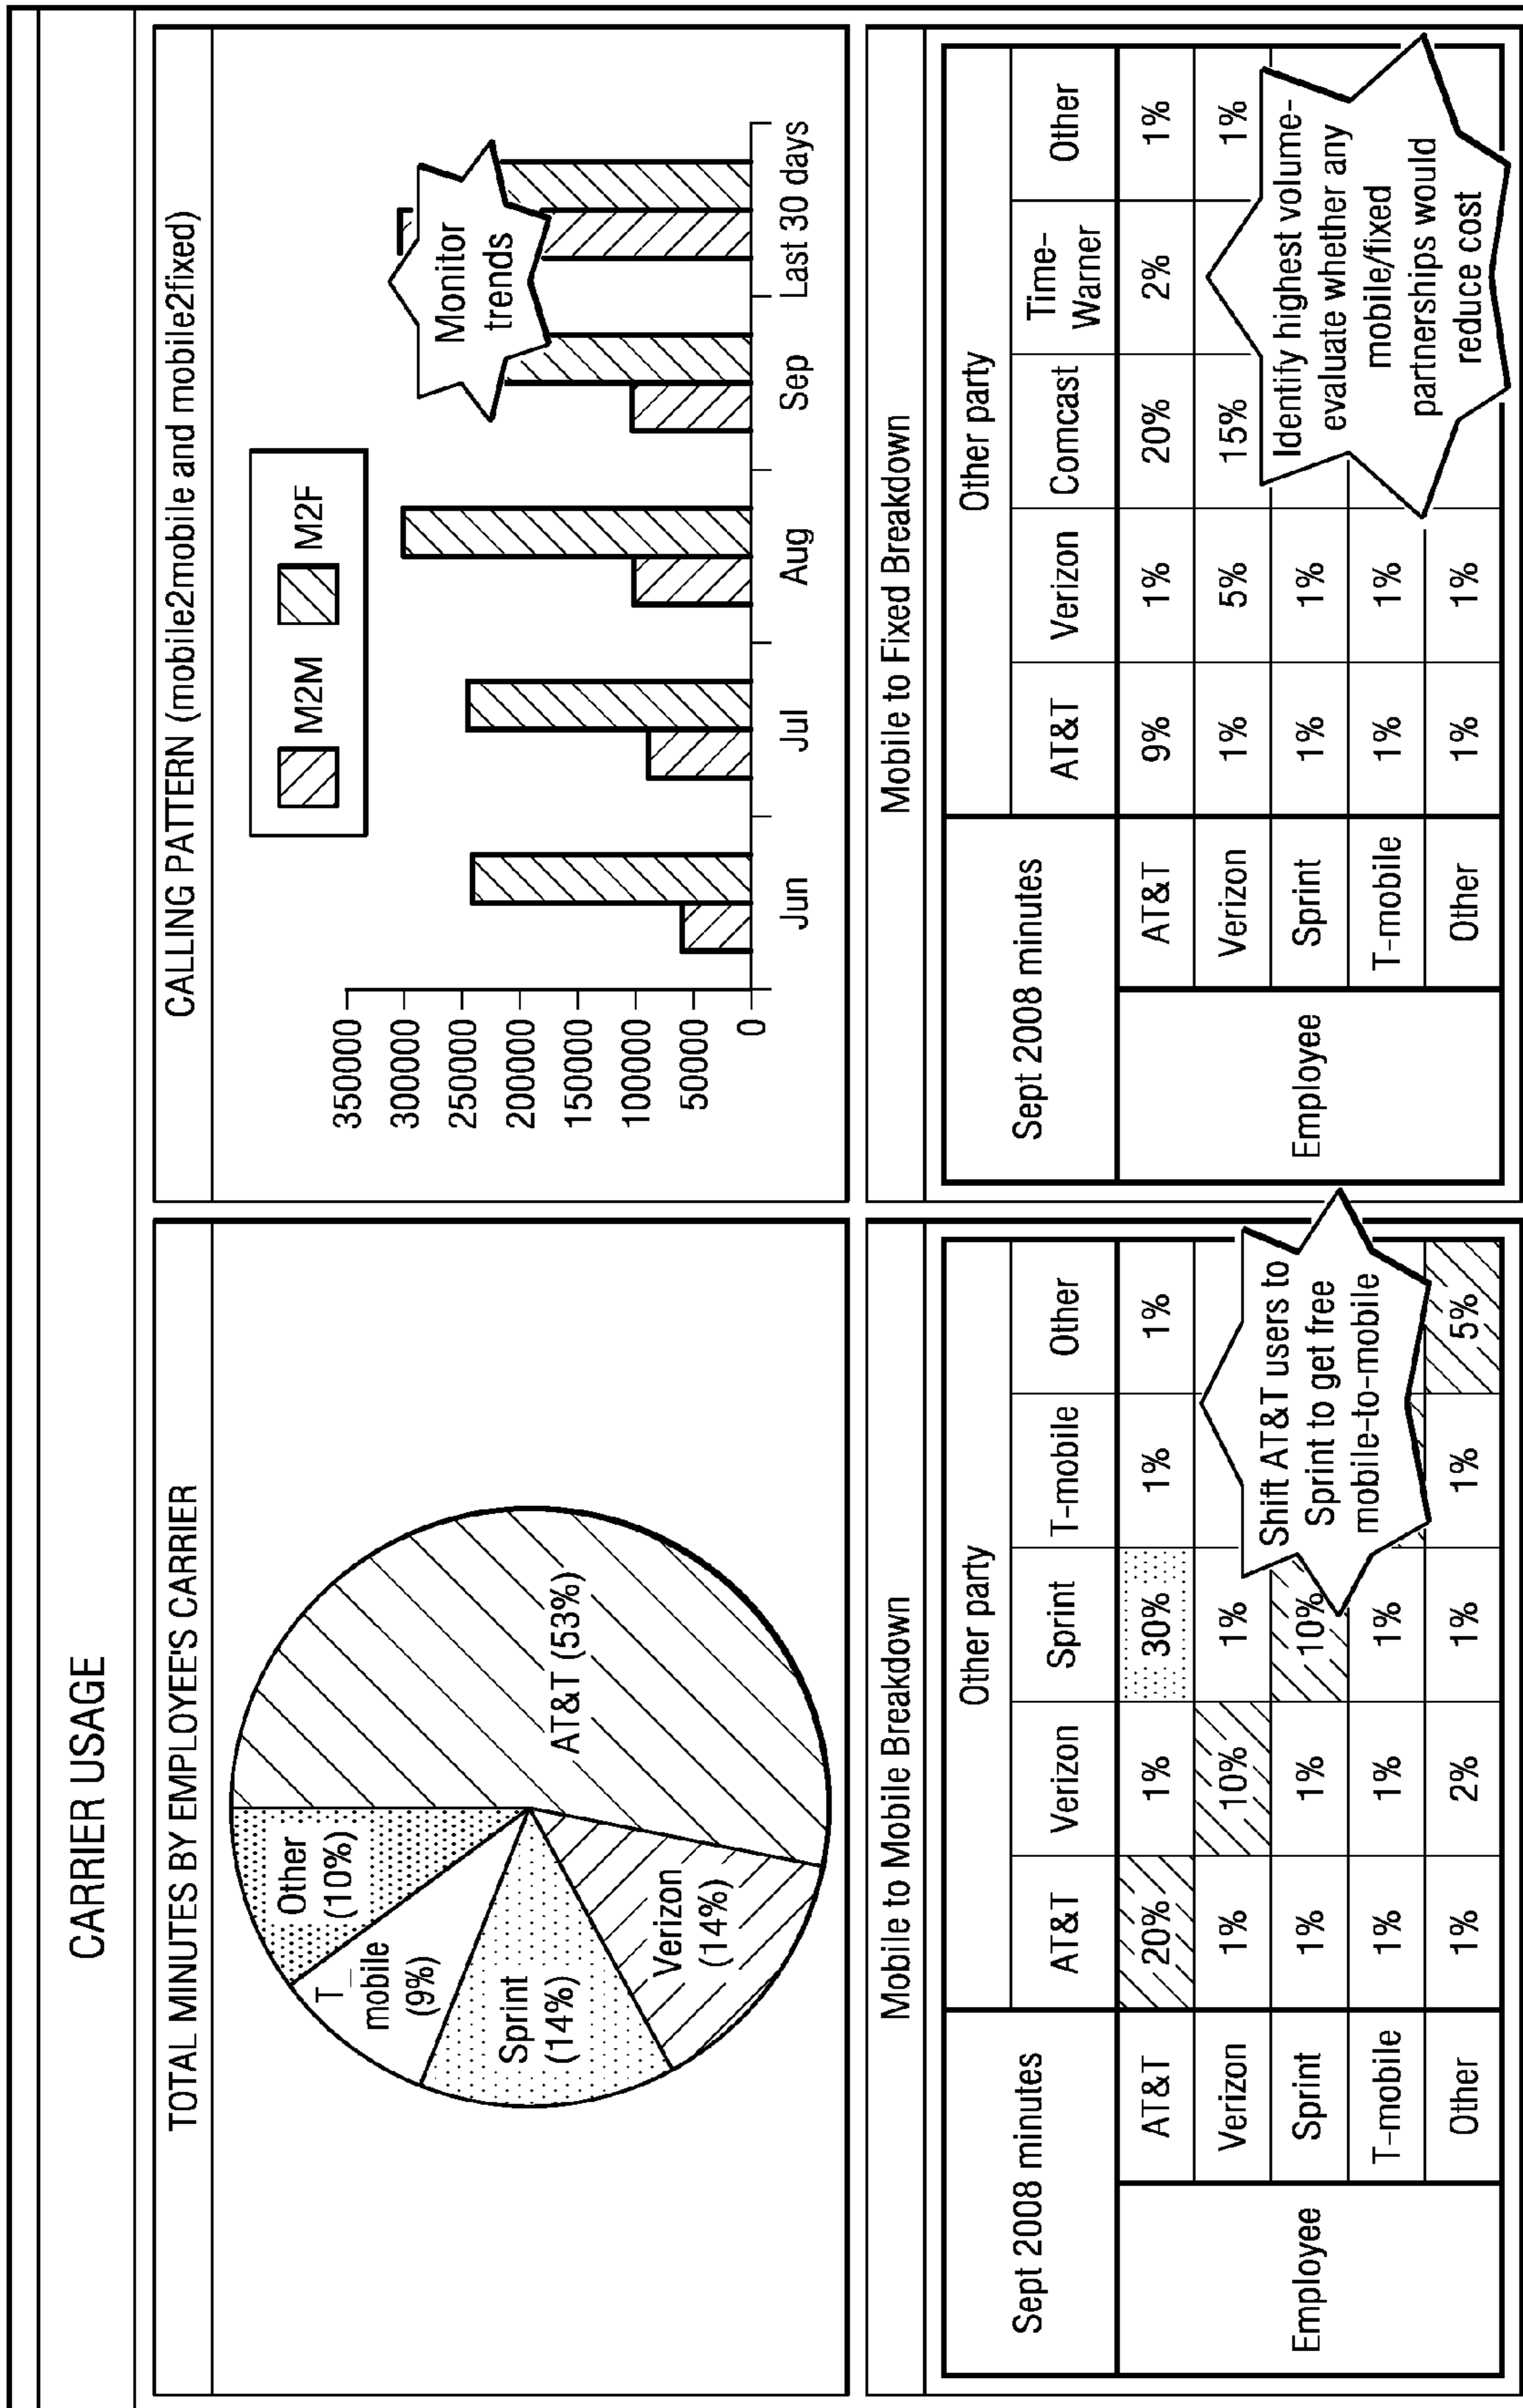 CARRIER USAGE
TOTAL MINUTES BY EMPLOYEE'S CARRIER
Other
(10%)
T_
mobile
(9%)
Sprint
(14%)
Verizon
(14%)
AT&T (53%)
CALLING PATTERN (mobile2mobile and mobile2fixed)
M2M M2F
350000
300000
250000
200000
150000
100000
50000
0
Jun Jul Aug Sep Last 30 days
Monitor
trends
Mobile to Mobile Breakdown
Sept 2008 minutes Other party
AT&T Verizon Sprint T-mobile Other
Employee
AT&T 20% 1% 30% 1% 1%
Verizon 1% 10% 1%
Sprint 1% 1% 10%
T-mobile 1% 1% 1%
Other 1% 2% 1% 1% 5%
Shift AT&T users to
Sprint to get free
mobile-to-mobile
Mobile to Fixed Breakdown
Sept 2008 minutes Other party
AT&T Verizon Comcast Time-
Warner Other
Employee
AT&T 9% 1% 20% 2% 1%
Verizon 1% 5% 15% 1%
Sprint 1% 1%
T-mobile 1% 1%
Other 1% 1%
Identify highest volume-
evaluate whether any
mobile/fixed
partnerships would
reduce cost